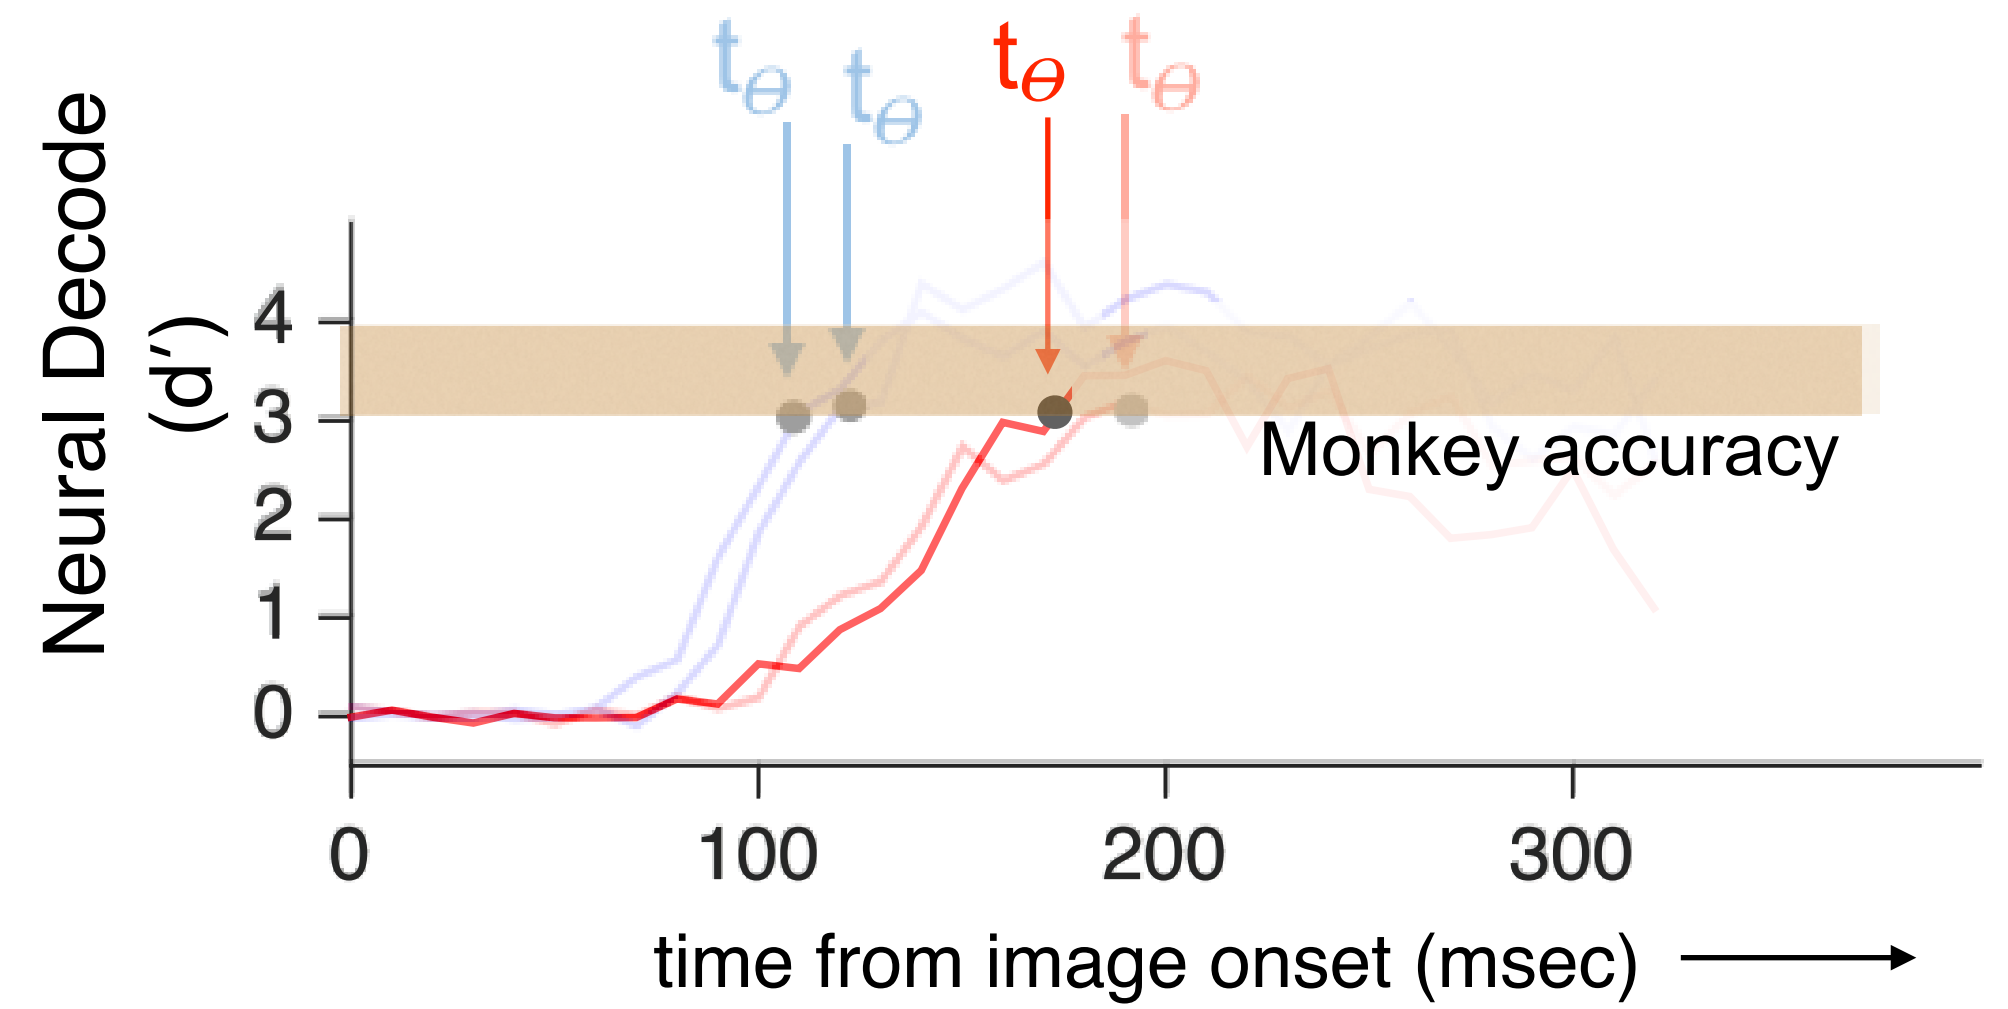 tθ
tθ
tθ
tθ
Neural Decode
(d′)
4
3
2
1
0
Monkey accuracy
0 100 200 300
time from image onset (msec)